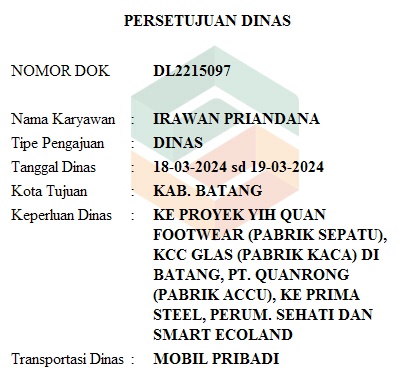 PERSETUJUAN DINAS
NOMOR DOK DL2215097
Nama Karyawan : IRAWAN PRIANDANA
Tipe Pengajuan : DINAS
Tanggal Dinas : 18-03-2024 sd 19-03-2024
Kota Tujuan : KAB. BATANG
Keperluan Dinas : KE PROYEK YIH QUAN
FOOTWEAR (PABRIK SEPATU),
KCC GLAS (PABRIK KACA) DI
BATANG, PT. QUANRONG
(PABRIK ACCU), KE PRIMA
STEEL, PERUM. SEHATI DAN
SMART ECOLAND
Transportasi Dinas : MOBIL PRIBADI